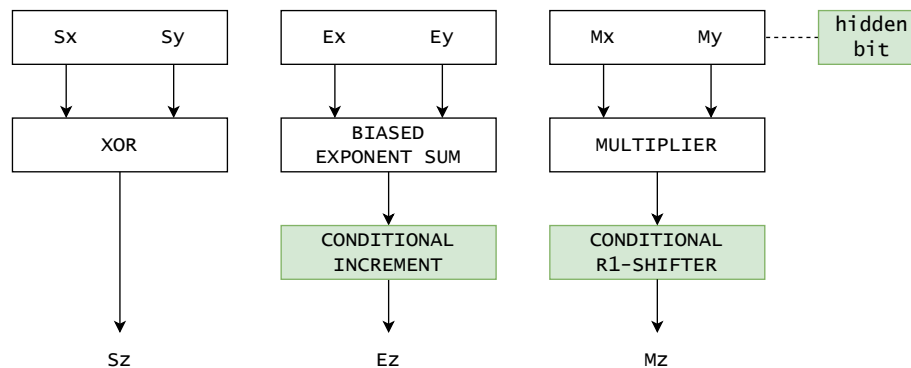 Sx Sy
Ex Ey
Mx My
hidden
bit
XOR
BIASED
EXPONENT SUM
MULTIPLIER
CONDITIONAL
INCREMENT
CONDITIONAL
R1-SHIFTER
Sz
Ez
Mz